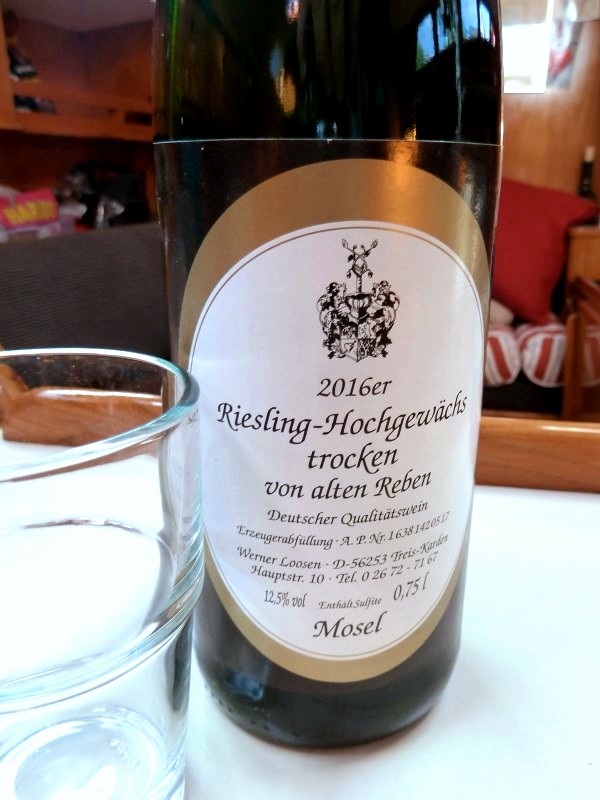 2016er
Riesling-Hochgewächs
trocken
von alten Reben
Deutscher Qualitätswein
Erzeugerabfüllung · A. P. Nr. 1 638 142 05 17
Werner Loosen · D-56253 Treis-Karden
Hauptstr. 10 · Tel. 0 26 72 - 71 67
12,5% vol Enthält Sulfite 0,75 l
Mosel